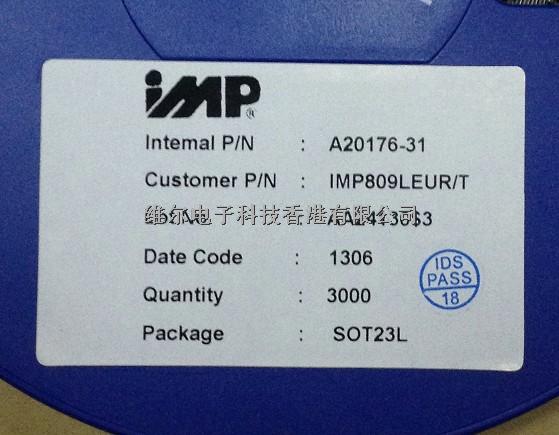 imp®
Internal P/N : A20176-31
Customer P/N : IMP809LEUR/T
维尔电子科技香港有限公司
Date Code : 1306
Quantity : 3000
Package : SOT23L
IDS
PASS
18